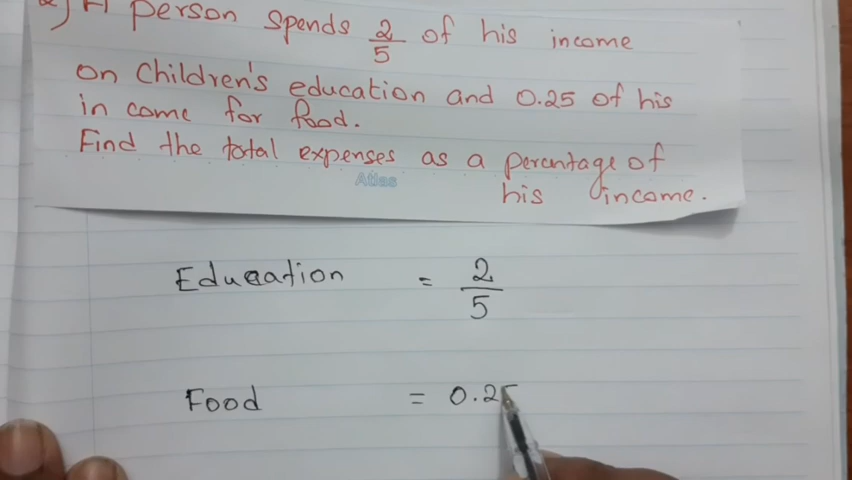 A person spends 2/5 of his income
on Children's education and 0.25 of his
in come for food.
Find the total expenses as a percentage of
his income.
Atlas
Education = 2/5
Food = 0.25